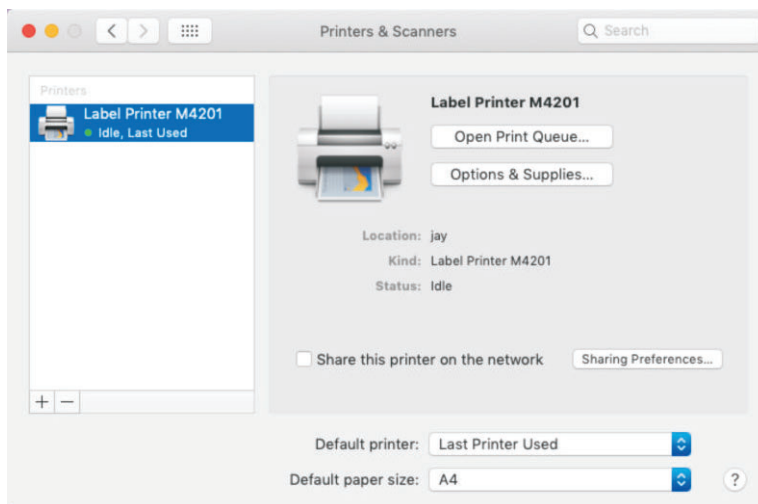 Printers & Scanners
Search
Printers
Label Printer M4201
Idle, Last Used
Label Printer M4201
Open Print Queue...
Options & Supplies...
Location: jay
Kind: Label Printer M4201
Status: Idle
Share this printer on the network
Sharing Preferences...
+ −
Default printer: Last Printer Used
Default paper size: A4
?